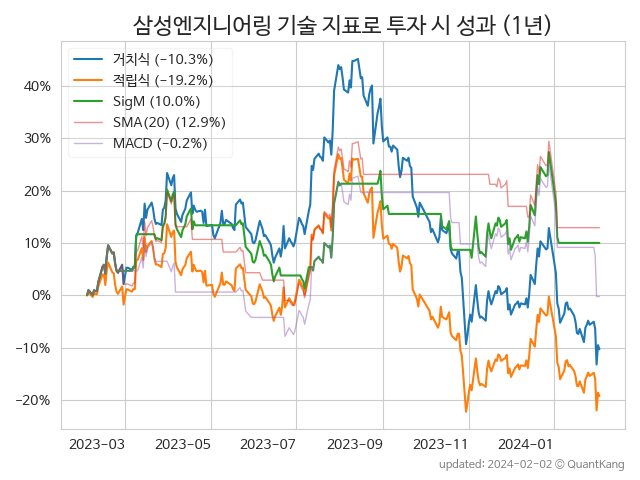 삼성엔지니어링 기술 지표로 투자 시 성과 (1년)
거치식 (−10.3%)
적립식 (−19.2%)
SigM (10.0%)
SMA(20) (12.9%)
MACD (−0.2%)
40%
30%
20%
10%
0%
−10%
−20%
2023-03 2023-05 2023-07 2023-09 2023-11 2024-01
updated: 2024-02-02 © QuantKang